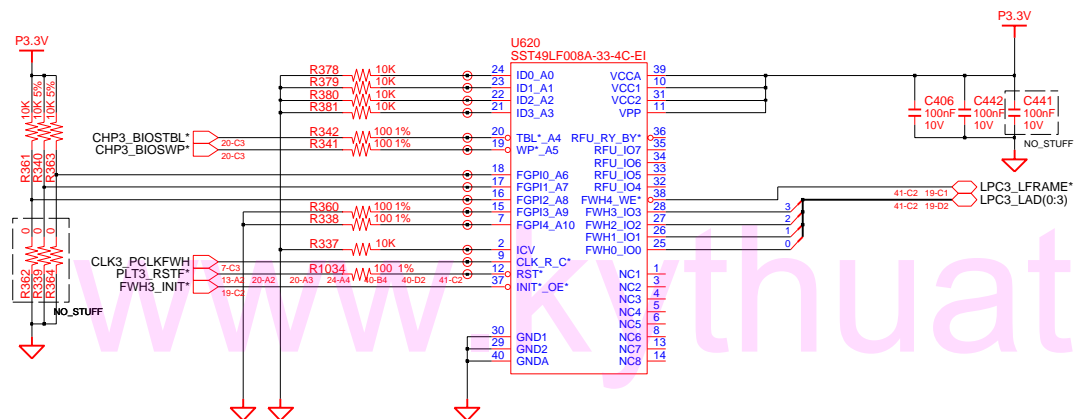 P3.3V
P3.3V
U620
SST49LF008A-33-4C-EI
R378 10K 24 ID0_A0 VCCA 39
R379 10K 23 ID1_A1 VCC1 10
R380 10K 22 ID2_A2 VCC2 31
R381 10K 21 ID3_A3 VPP 11
C406 100nF 10V
C442 100nF 10V
C441 100nF 10V
NO_STUFF
R361 10K
R340 10K 5%
R363 10K 5%
CHP3_BIOSTBL* 20-C3 R342 100 1% 20 TBL*_A4 RFU_RY_BY* 36
CHP3_BIOSWP* 20-C3 R341 100 1% 19 WP*_A5 RFU_IO7 35
RFU_IO6 34
18 FGPI0_A6 RFU_IO5 33
17 FGPI1_A7 RFU_IO4 32
16 FGPI2_A8 FWH4_WE* 38
R360 100 1% 15 FGPI3_A9 FWH3_IO3 28 3
R338 100 1% 7 FGPI4_A10 FWH2_IO2 27 2
FWH1_IO1 26 1
R337 10K 2 ICV FWH0_IO0 25 0
41-C2 19-C1 LPC3_LFRAME*
41-C2 19-D2 LPC3_LAD(0:3)
R362 0
R339 0
R364 0
NO_STUFF
CLK3_PCLKFWH 7-C3 9 CLK_R_C*
PLT3_RSTF* 13-A2 20-A2 20-A3 24-A4 40-B4 40-D2 41-C2 R1034 100 1% 12 RST*
FWH3_INIT* 19-C2 37 INIT*_OE*
NC1 1
NC2 3
NC3 4
NC4 5
NC5 6
NC6 8
NC7 13
NC8 14
30 GND1
29 GND2
40 GNDA
www.kythuat